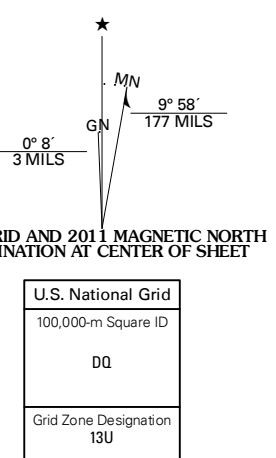 ★
MN
9° 58´
177 MILS
GN
0° 8´
3 MILS
RID AND 2011 MAGNETIC NORTH
INATION AT CENTER OF SHEET
U.S. National Grid
100,000-m Square ID
DQ
Grid Zone Designation
13U